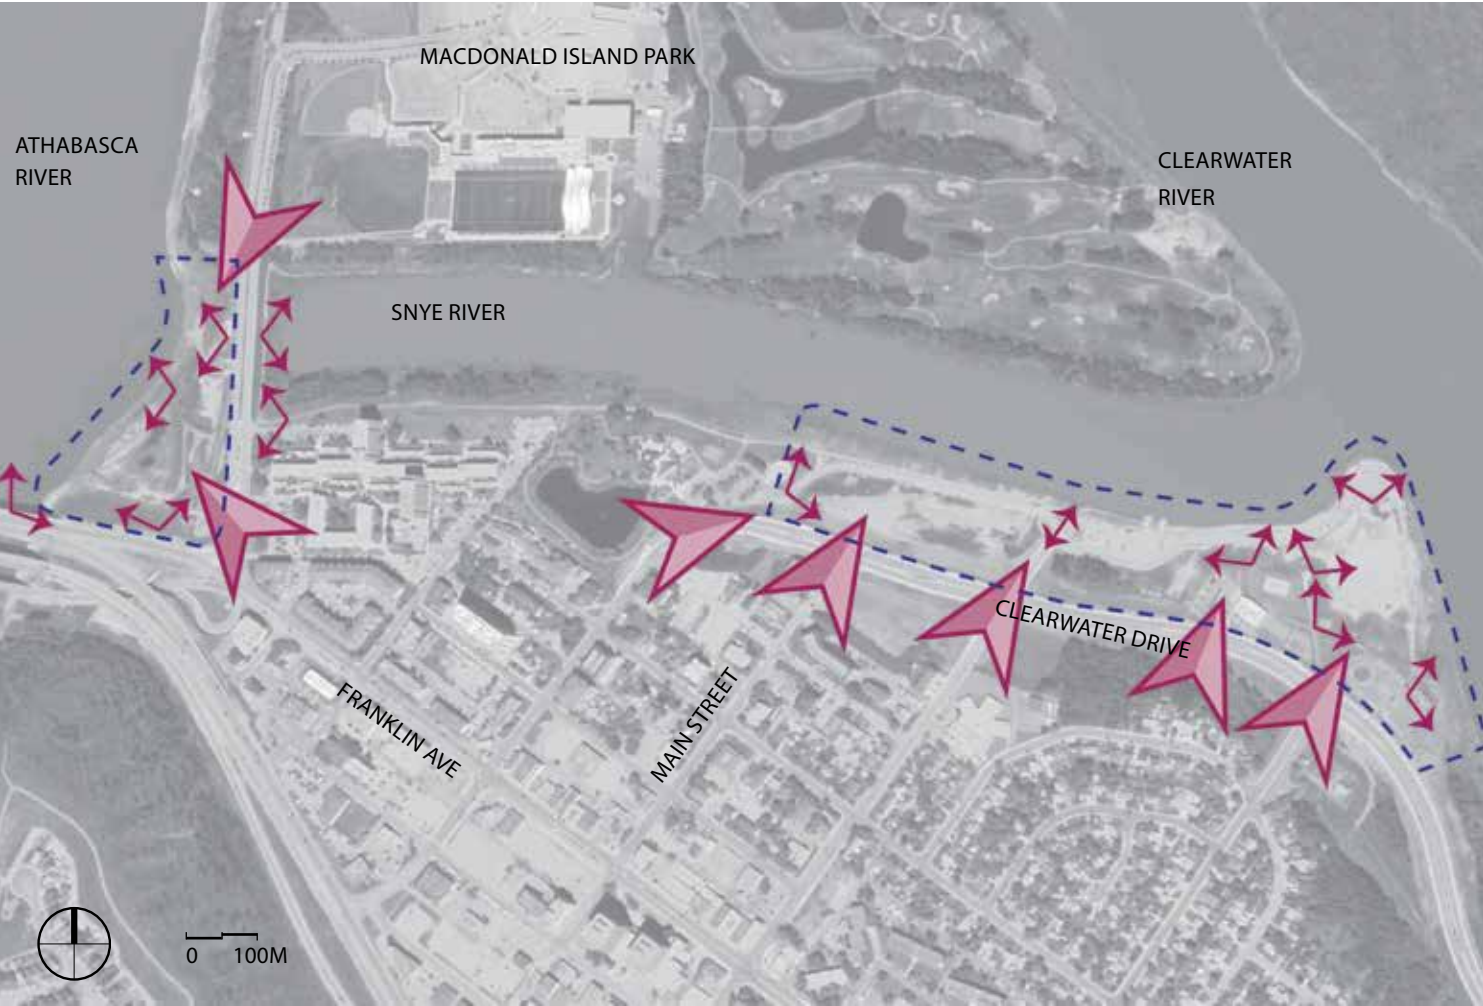 MACDONALD ISLAND PARK
ATHABASCA
RIVER
CLEARWATER
RIVER
SNYE RIVER
CLEARWATER DRIVE
FRANKLIN AVE
MAIN STREET
0 100M